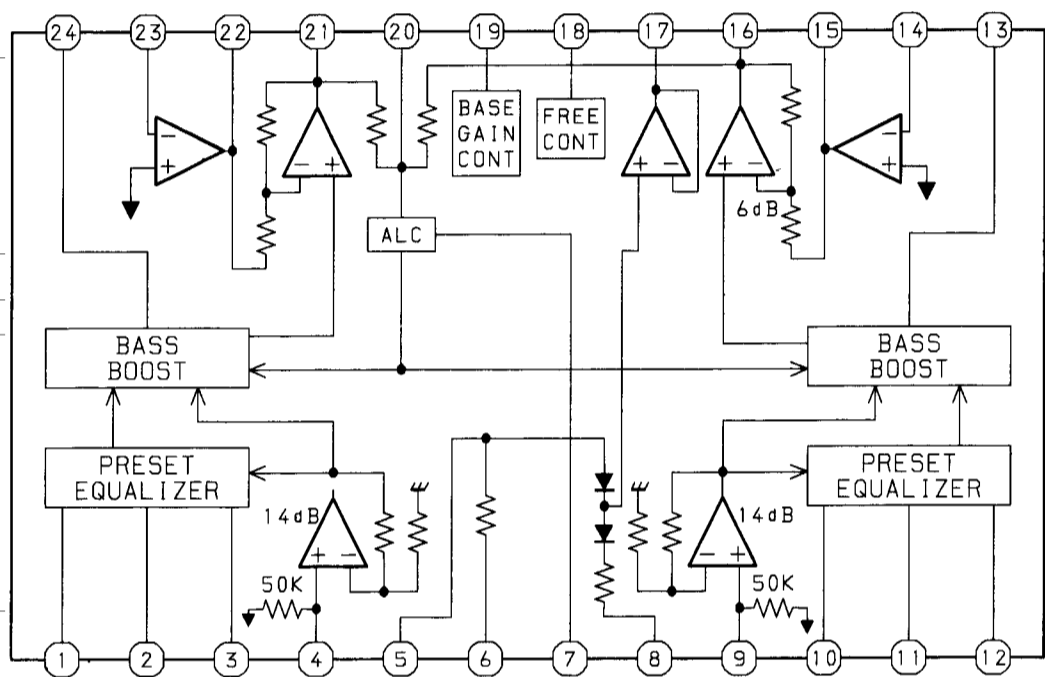 24 23 22 21 20 19 18 17 16 15 14 13
BASE
GAIN
CONT
FREE
CONT
− + − + + − + − − +
6dB
ALC
BASS
BOOST
BASS
BOOST
PRESET
EQUALIZER
PRESET
EQUALIZER
14dB
14dB
+ − − +
50K
50K
1 2 3 4 5 6 7 8 9 10 11 12